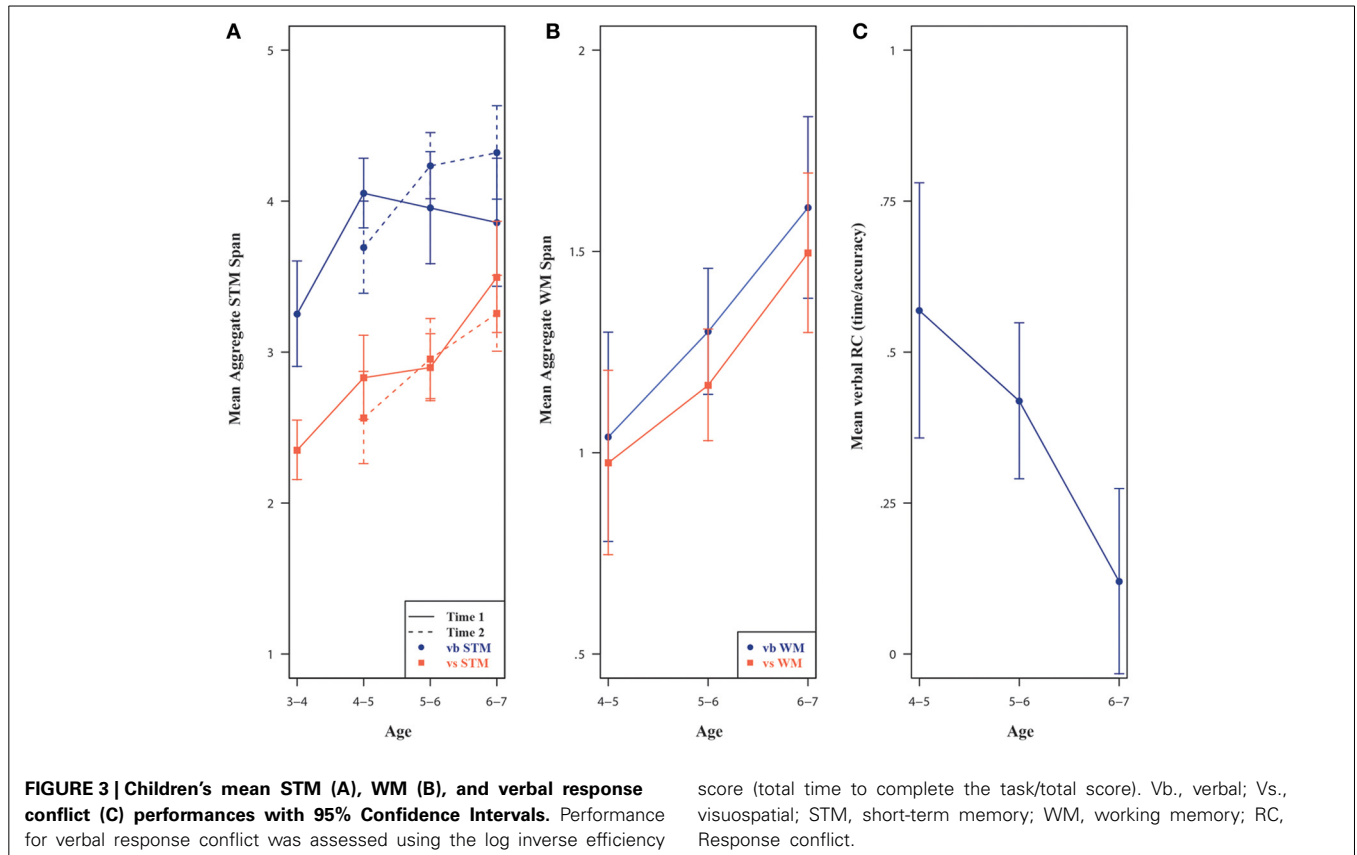 A
Mean Aggregate STM Span
5
4
3
2
1
3–4
4–5
5–6
6–7
Age
Time 1
Time 2
vb STM
vs STM
B
Mean Aggregate WM Span
2
1.5
1
.5
4–5
5–6
6–7
Age
vb WM
vs WM
C
Mean verbal RC (time/accuracy)
1
.75
.5
.25
0
4–5
5–6
6–7
Age
FIGURE 3 | Children's mean STM (A), WM (B), and verbal response
conflict (C) performances with 95% Confidence Intervals. Performance
for verbal response conflict was assessed using the log inverse efficiency
score (total time to complete the task/total score). Vb., verbal; Vs.,
visuospatial; STM, short-term memory; WM, working memory; RC,
Response conflict.